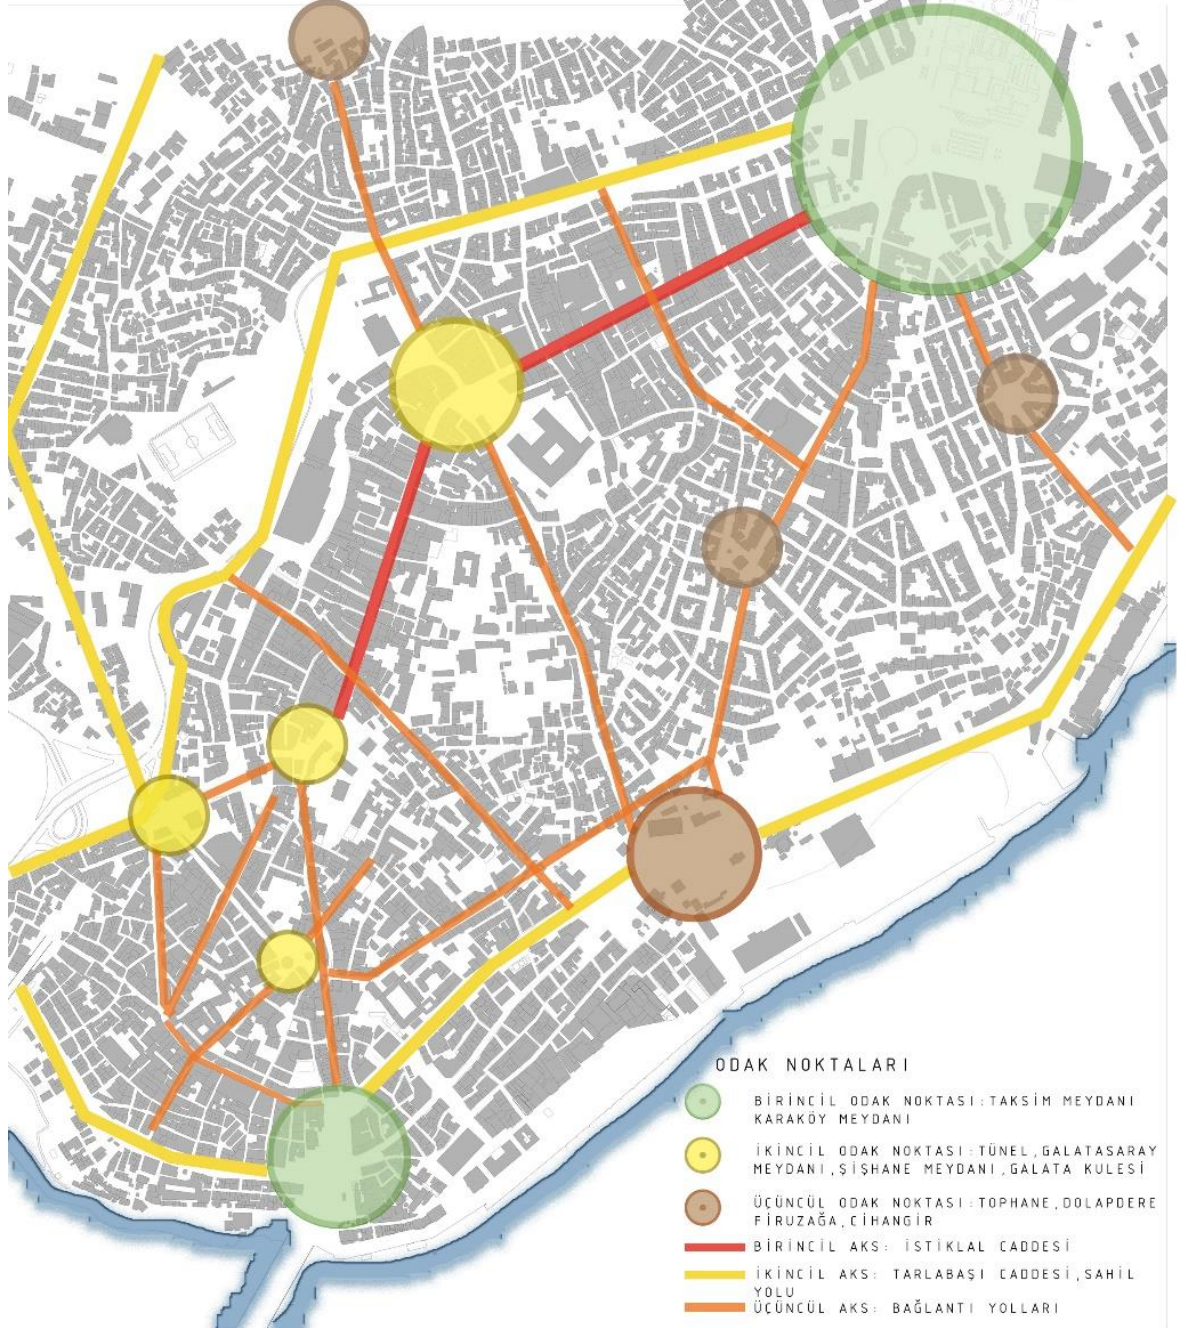 ODAK NOKTALARI
BİRİNCİL ODAK NOKTASI:TAKSİM MEYDANI
KARAKÖY MEYDANI
İKİNCİL ODAK NOKTASI:TÜNEL,GALATASARAY
MEYDANI,ŞİŞHANE MEYDANI,GALATA KULESİ
ÜÇÜNCÜL ODAK NOKTASI:TOPHANE,DOLAPDERE
FİRUZAĞA,CİHANGİR
BİRİNCİL AKS: İSTİKLAL CADDESİ
İKİNCİL AKS: TARLABAŞI CADDESİ,SAHİL
YOLU
ÜÇÜNCÜL AKS: BAĞLANTI YOLLARI